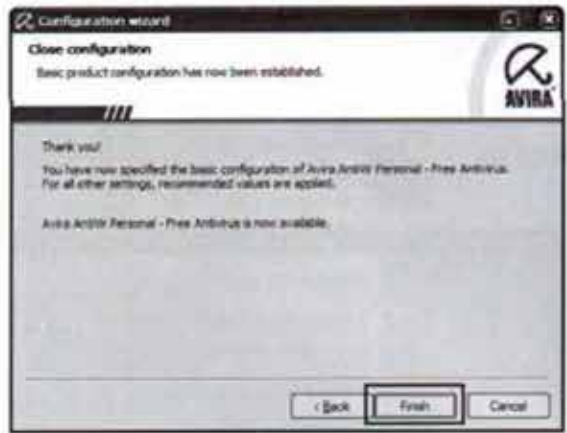 Configuration wizard
Close configuration
Basic product configuration has now been established.
AVIRA
Thank you!
You have now specified the basic configuration of Avira AntiVir Personal - Free Antivirus.
For all other settings, recommended values are applied.
Avira AntiVir Personal - Free Antivirus is now available.
< Back
Finish
Cancel